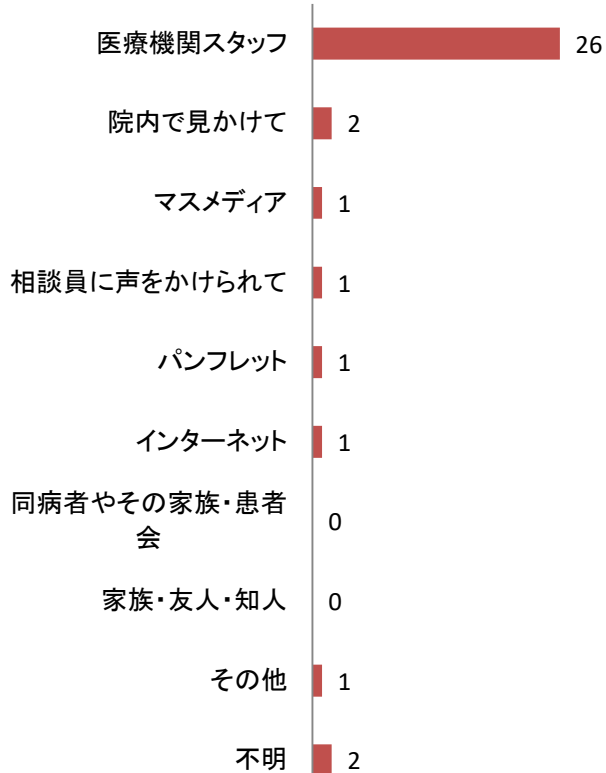 医療機関スタッフ 26
院内で見かけて 2
マスメディア 1
相談員に声をかけられて 1
パンフレット 1
インターネット 1
同病者やその家族・患者
会 0
家族・友人・知人 0
その他 1
不明 2